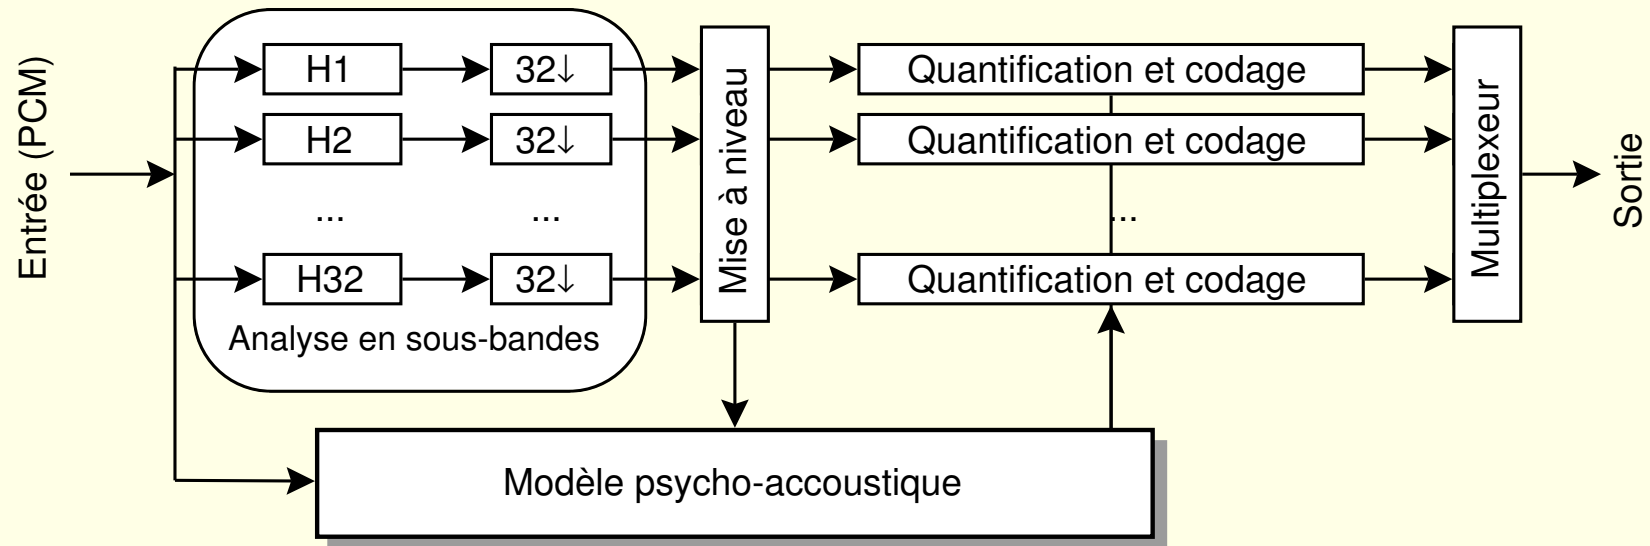 Entrée (PCM)
H1
32↓
Quantification et codage
H2
32↓
Quantification et codage
...
...
...
H32
32↓
Quantification et codage
Analyse en sous-bandes
Mise à niveau
Multiplexeur
Sortie
Modèle psycho-accoustique